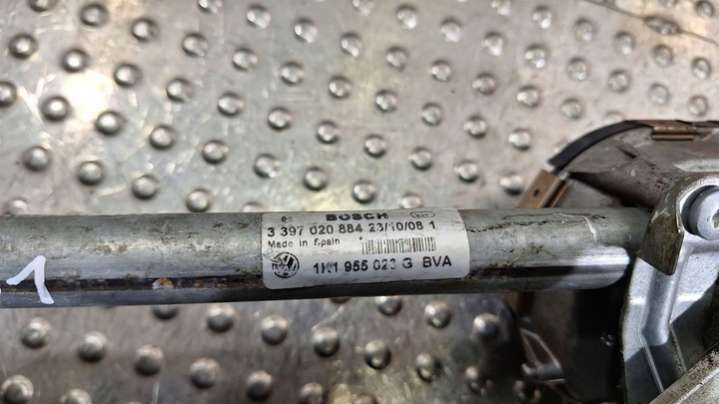 BOSCH
3 397 020 884 23/10/08 1
Made in Spain
1K1 955 023 G BVA
1